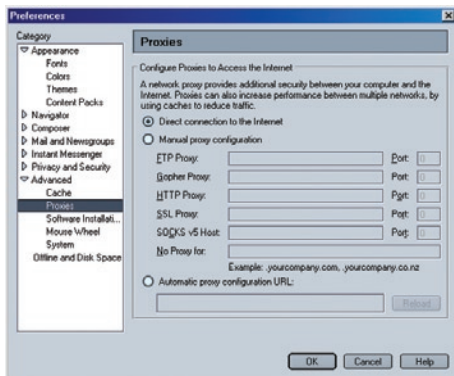 Preferences
Category
Appearance
Fonts
Colors
Themes
Content Packs
Navigator
Composer
Mail and Newsgroups
Instant Messenger
Privacy and Security
Advanced
Cache
Proxies
Software Installati...
Mouse Wheel
System
Offline and Disk Space
Proxies
Configure Proxies to Access the Internet
A network proxy provides additional security between your computer and the
Internet. Proxies can also increase performance between multiple networks, by
using caches to reduce traffic.
Direct connection to the Internet
Manual proxy configuration
FTP Proxy: Port: 0
Gopher Proxy: Port: 0
HTTP Proxy: Port: 0
SSL Proxy: Port: 0
SOCKS v5 Host: Port: 0
No Proxy for:
Example: .yourcompany.com, .yourcompany.co.nz
Automatic proxy configuration URL:
Reload
OK Cancel Help